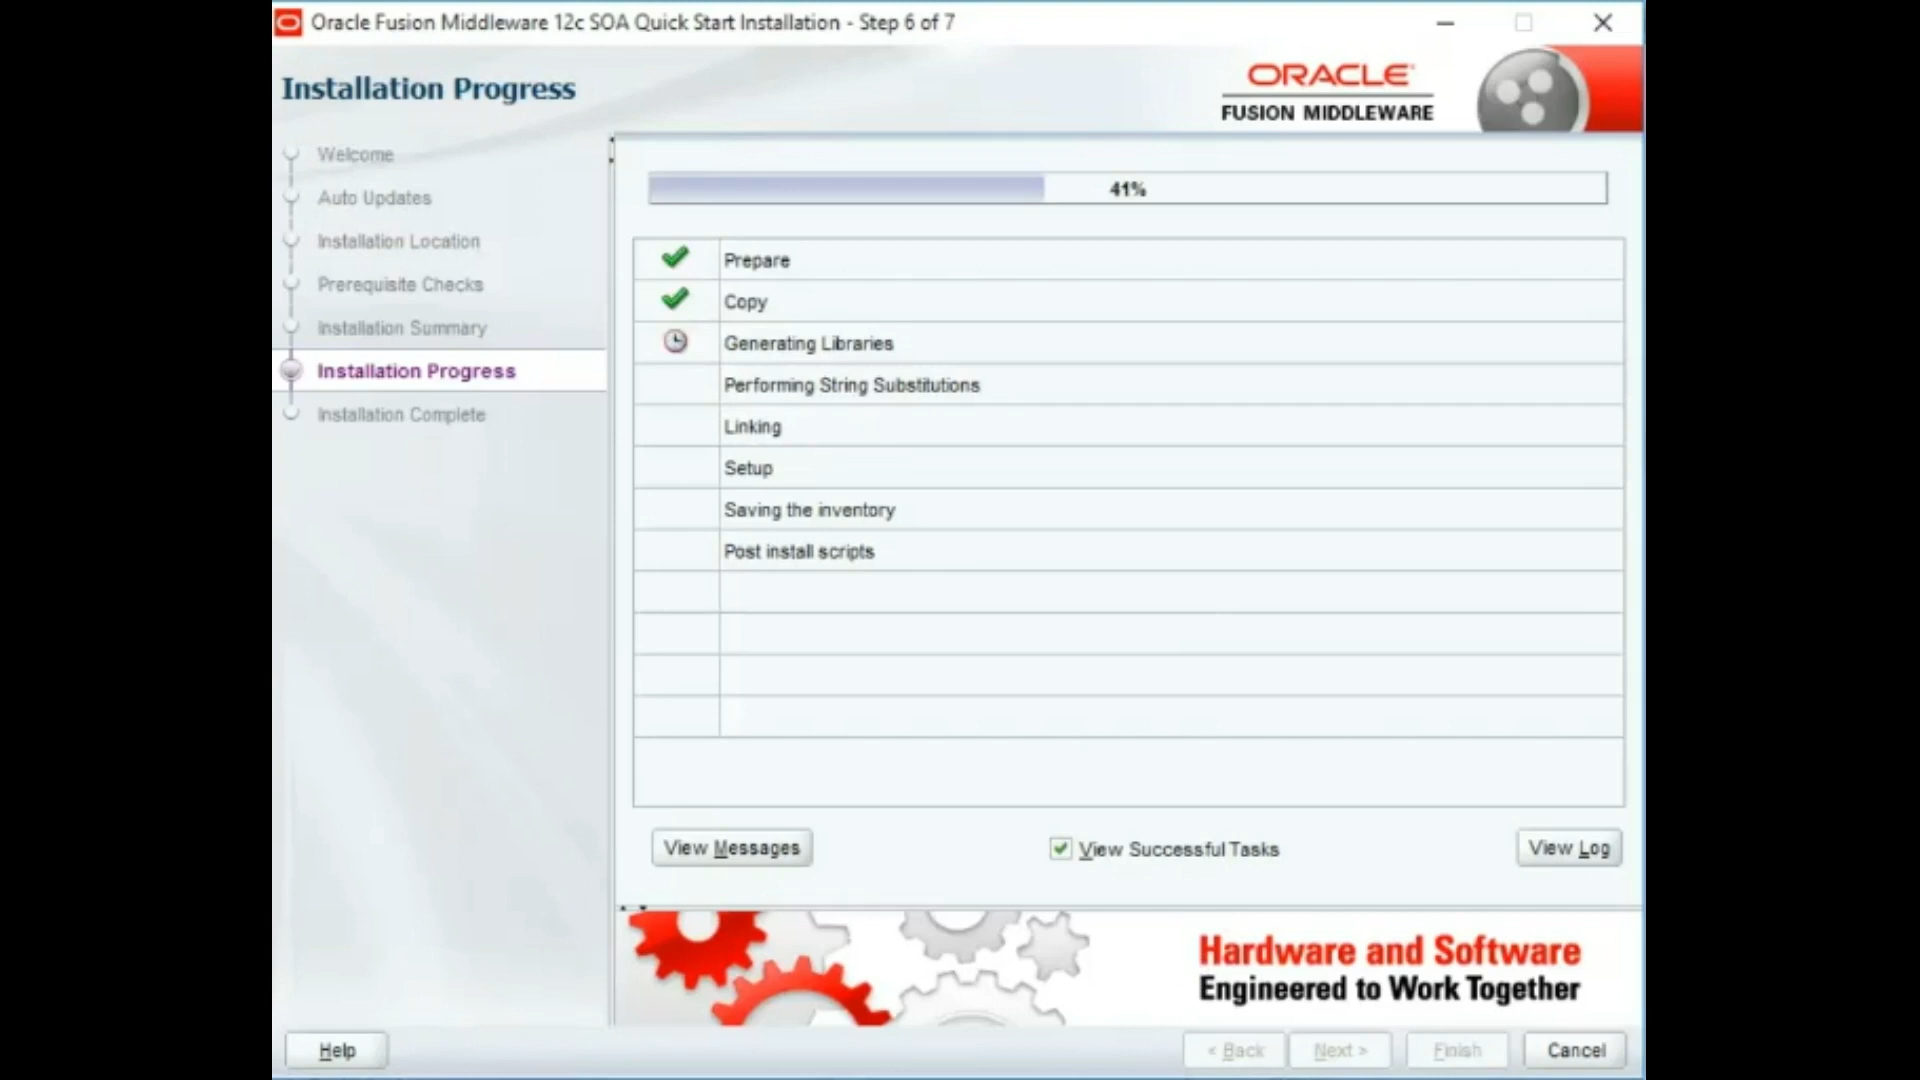 Oracle Fusion Middleware 12c SOA Quick Start Installation - Step 6 of 7
Installation Progress
ORACLE
FUSION MIDDLEWARE
Welcome
Auto Updates
Installation Location
Prerequisite Checks
Installation Summary
Installation Progress
Installation Complete
41%
Prepare
Copy
Generating Libraries
Performing String Substitutions
Linking
Setup
Saving the inventory
Post install scripts
View Messages
View Successful Tasks
View Log
Hardware and Software
Engineered to Work Together
Help
< Back
Next >
Finish
Cancel